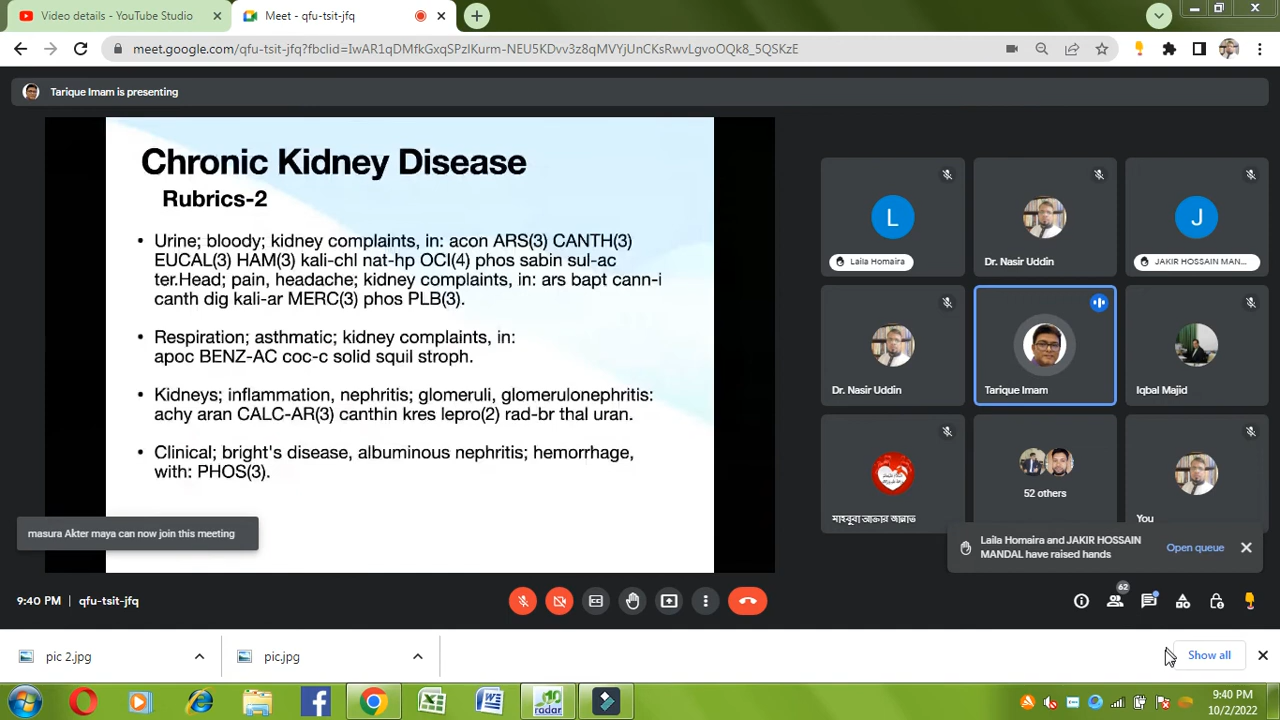 Video details - YouTube Studio
Meet - qfu-tsit-jfq
meet.google.com/qfu-tsit-jfq?fbclid=IwAR1qDMfkGxqSPzlKurm-NEU5KDvv3z8qMVYjUnCKsRwvLgvoOQk8_5QSKzE
Tarique Imam is presenting
Chronic Kidney Disease
Rubrics-2
• Urine; bloody; kidney complaints, in: acon ARS(3) CANTH(3)
EUCAL(3) HAM(3) kali-chl nat-hp OCI(4) phos sabin sul-ac
ter.Head; pain, headache; kidney complaints, in: ars bapt cann-i
canth dig kali-ar MERC(3) phos PLB(3).
• Respiration; asthmatic; kidney complaints, in:
apoc BENZ-AC coc-c solid squil stroph.
• Kidneys; inflammation, nephritis; glomeruli, glomerulonephritis:
achy aran CALC-AR(3) canthin kres lepro(2) rad-br thal uran.
• Clinical; bright's disease, albuminous nephritis; hemorrhage,
with: PHOS(3).
masura Akter maya can now join this meeting
L
Laila Homaira
Dr. Nasir Uddin
J
JAKIR HOSSAIN MAN...
Dr. Nasir Uddin
Tarique Imam
Iqbal Majid
52 others
You
Laila Homaira and JAKIR HOSSAIN
MANDAL have raised hands
Open queue
9:40 PM | qfu-tsit-jfq
62
pic 2.jpg
pic.jpg
Show all
10
radar
9:40 PM
10/2/2022